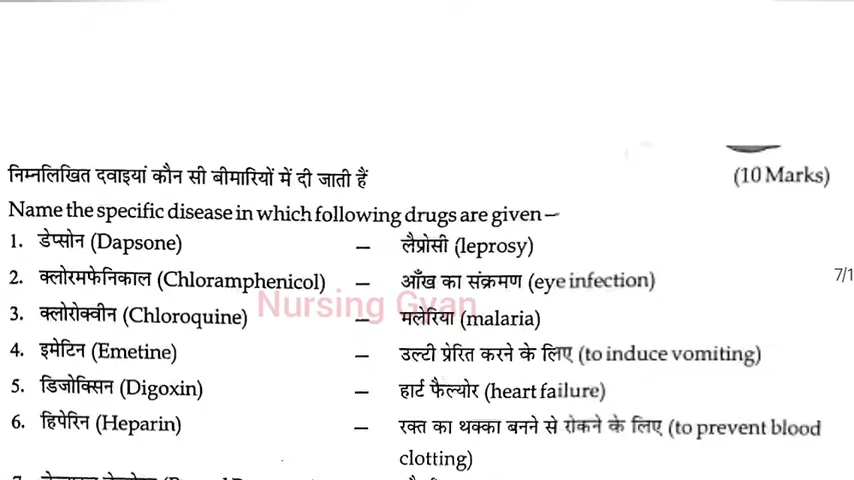 निम्नलिखित दवाइयां कौन सी बीमारियों में दी जाती हैं (10 Marks)
Name the specific disease in which following drugs are given–
1. डेप्सोन (Dapsone) – लैप्रोसी (leprosy)
2. क्लोरमफेनिकाल (Chloramphenicol) – आँख का संक्रमण (eye infection)
7/1
Nursing Gyan
3. क्लोरोक्वीन (Chloroquine) – मलेरिया (malaria)
4. इमेटिन (Emetine) – उल्टी प्रेरित करने के लिए (to induce vomiting)
5. डिजोक्सिन (Digoxin) – हार्ट फैल्योर (heart failure)
6. हिपेरिन (Heparin) – रक्त का थक्का बनने से रोकने के लिए (to prevent blood
clotting)